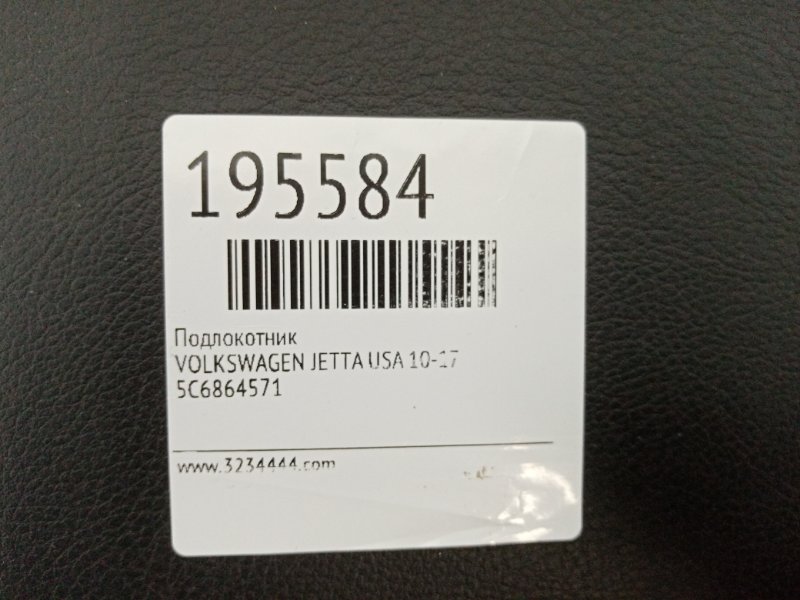 195584
Подлокотник
VOLKSWAGEN JETTA USA 10-17
5C6864571
www.3234444.com